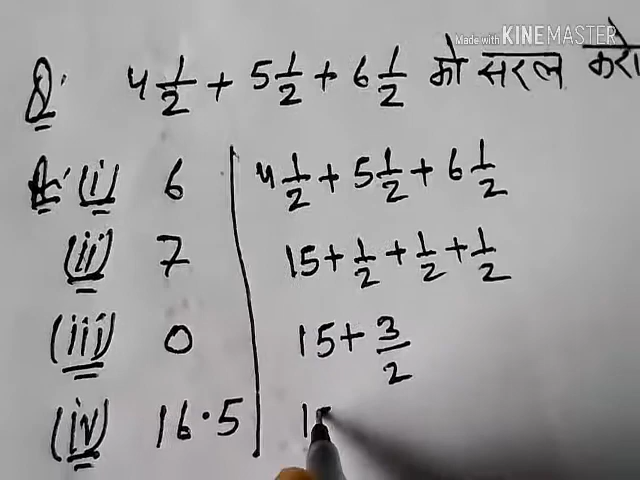 Made with KINEMASTER
Q. 4 1/2 + 5 1/2 + 6 1/2 को सरल करो
(i) 6
(ii) 7
(iii) 0
(iv) 16.5
4 1/2 + 5 1/2 + 6 1/2
15 + 1/2 + 1/2 + 1/2
15 + 3/2
15